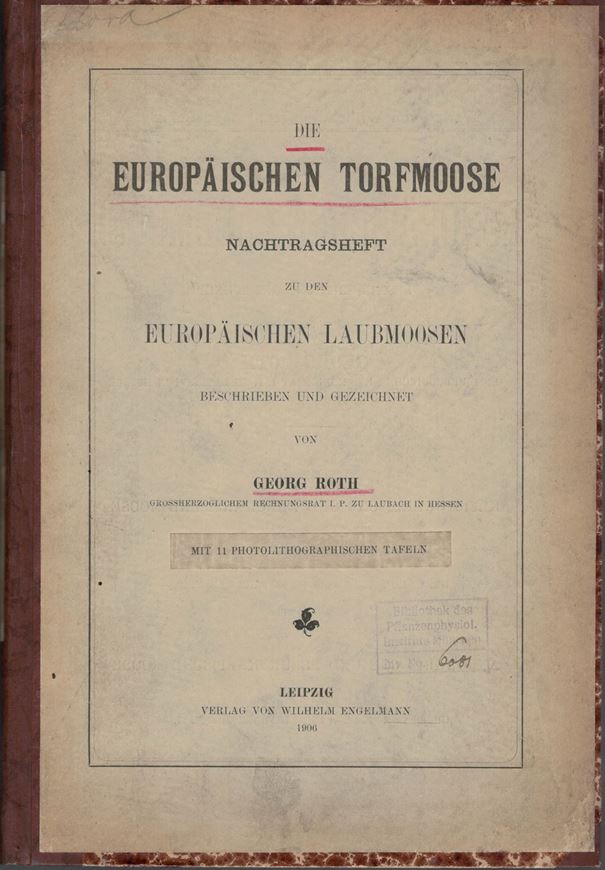 DIE
EUROPÄISCHEN TORFMOOSE
NACHTRAGSHEFT
ZU DEN
EUROPÄISCHEN LAUBMOOSEN
BESCHRIEBEN UND GEZEICHNET
VON
GEORG ROTH
GROSSHERZOGLICHEM RECHNUNGSRAT I. P. ZU LAUBACH IN HESSEN
MIT 11 PHOTOLITHOGRAPHISCHEN TAFELN
Bibliothek des
Pflanzenphysiol.
6081
LEIPZIG
VERLAG VON WILHELM ENGELMANN
1906